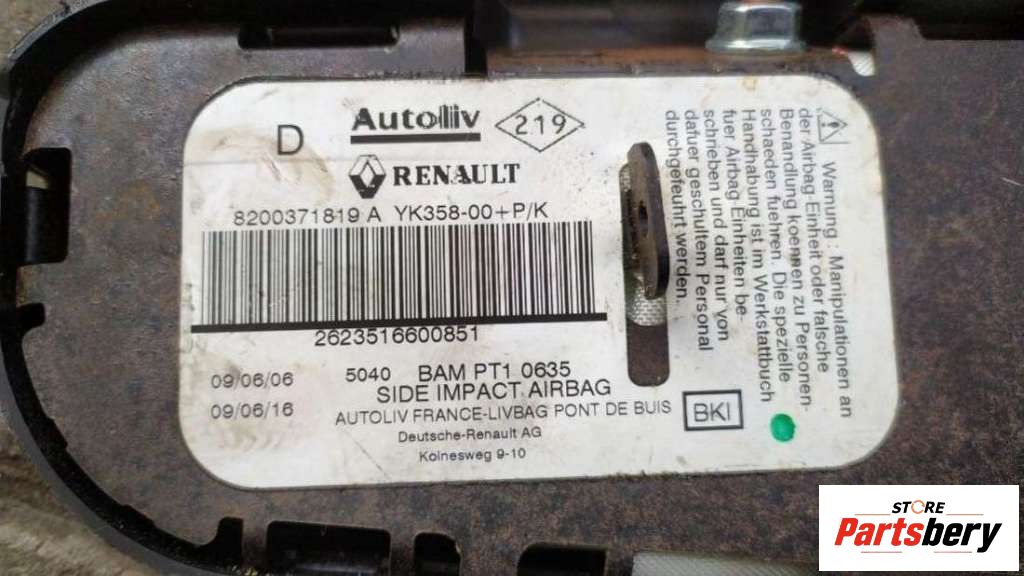 D
Autoliv
219
RENAULT
8200371819 A YK358-00+P/K
2623516600851
09/06/06
5040 BAM PT1 0635
SIDE IMPACT AIRBAG
09/06/16
AUTOLIV FRANCE-LIVBAG PONT DE BUIS
BKI
Deutsche-Renault AG
Kolnesweg 9-10
Warnung : Manipulationen an
der Airbag-Einheit oder falsche
Benandlung koennen zu Personen-
schaeden fuehren. Die spezielle
Handhabung ist im Werkstattbuch
fuer Airbag-Einheiten be
schrieben und darf nur vom
dafuer geschultem Personal
durchgefeuhrt werden.
STORE
Partsbery